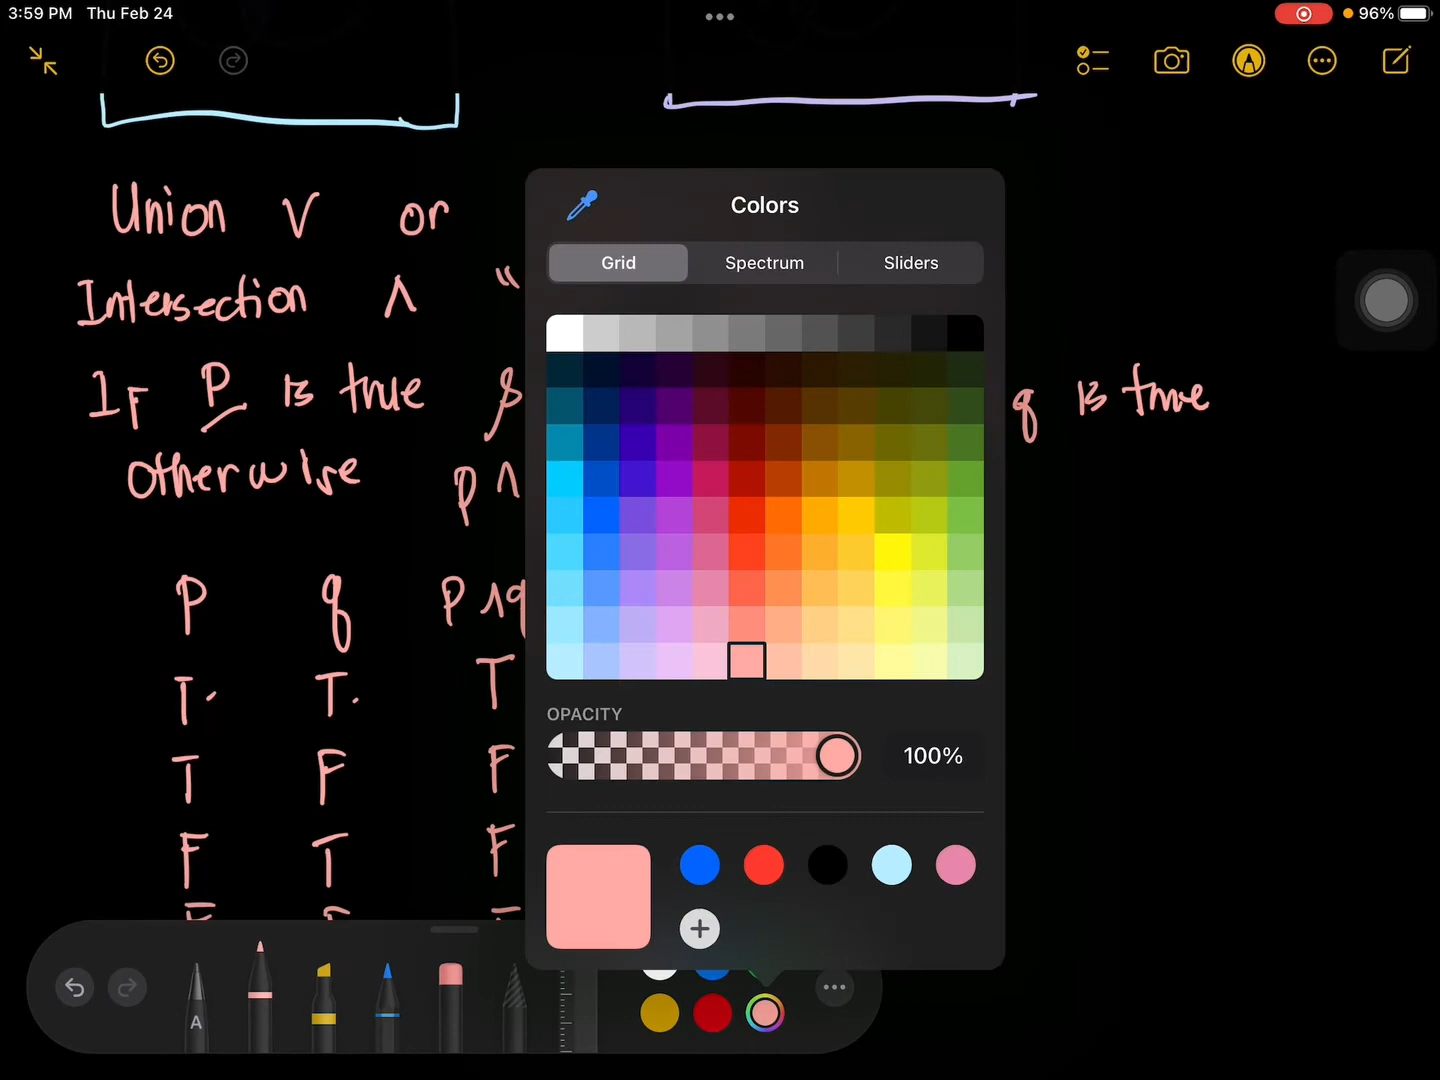 3:59 PM Thu Feb 24
96%
Union V or
Intersection Λ "
If P is true
q is true
otherwise P Λ
P q P Λ q
T T T
T F F
F T F
Colors
Grid Spectrum Sliders
OPACITY
100%
A